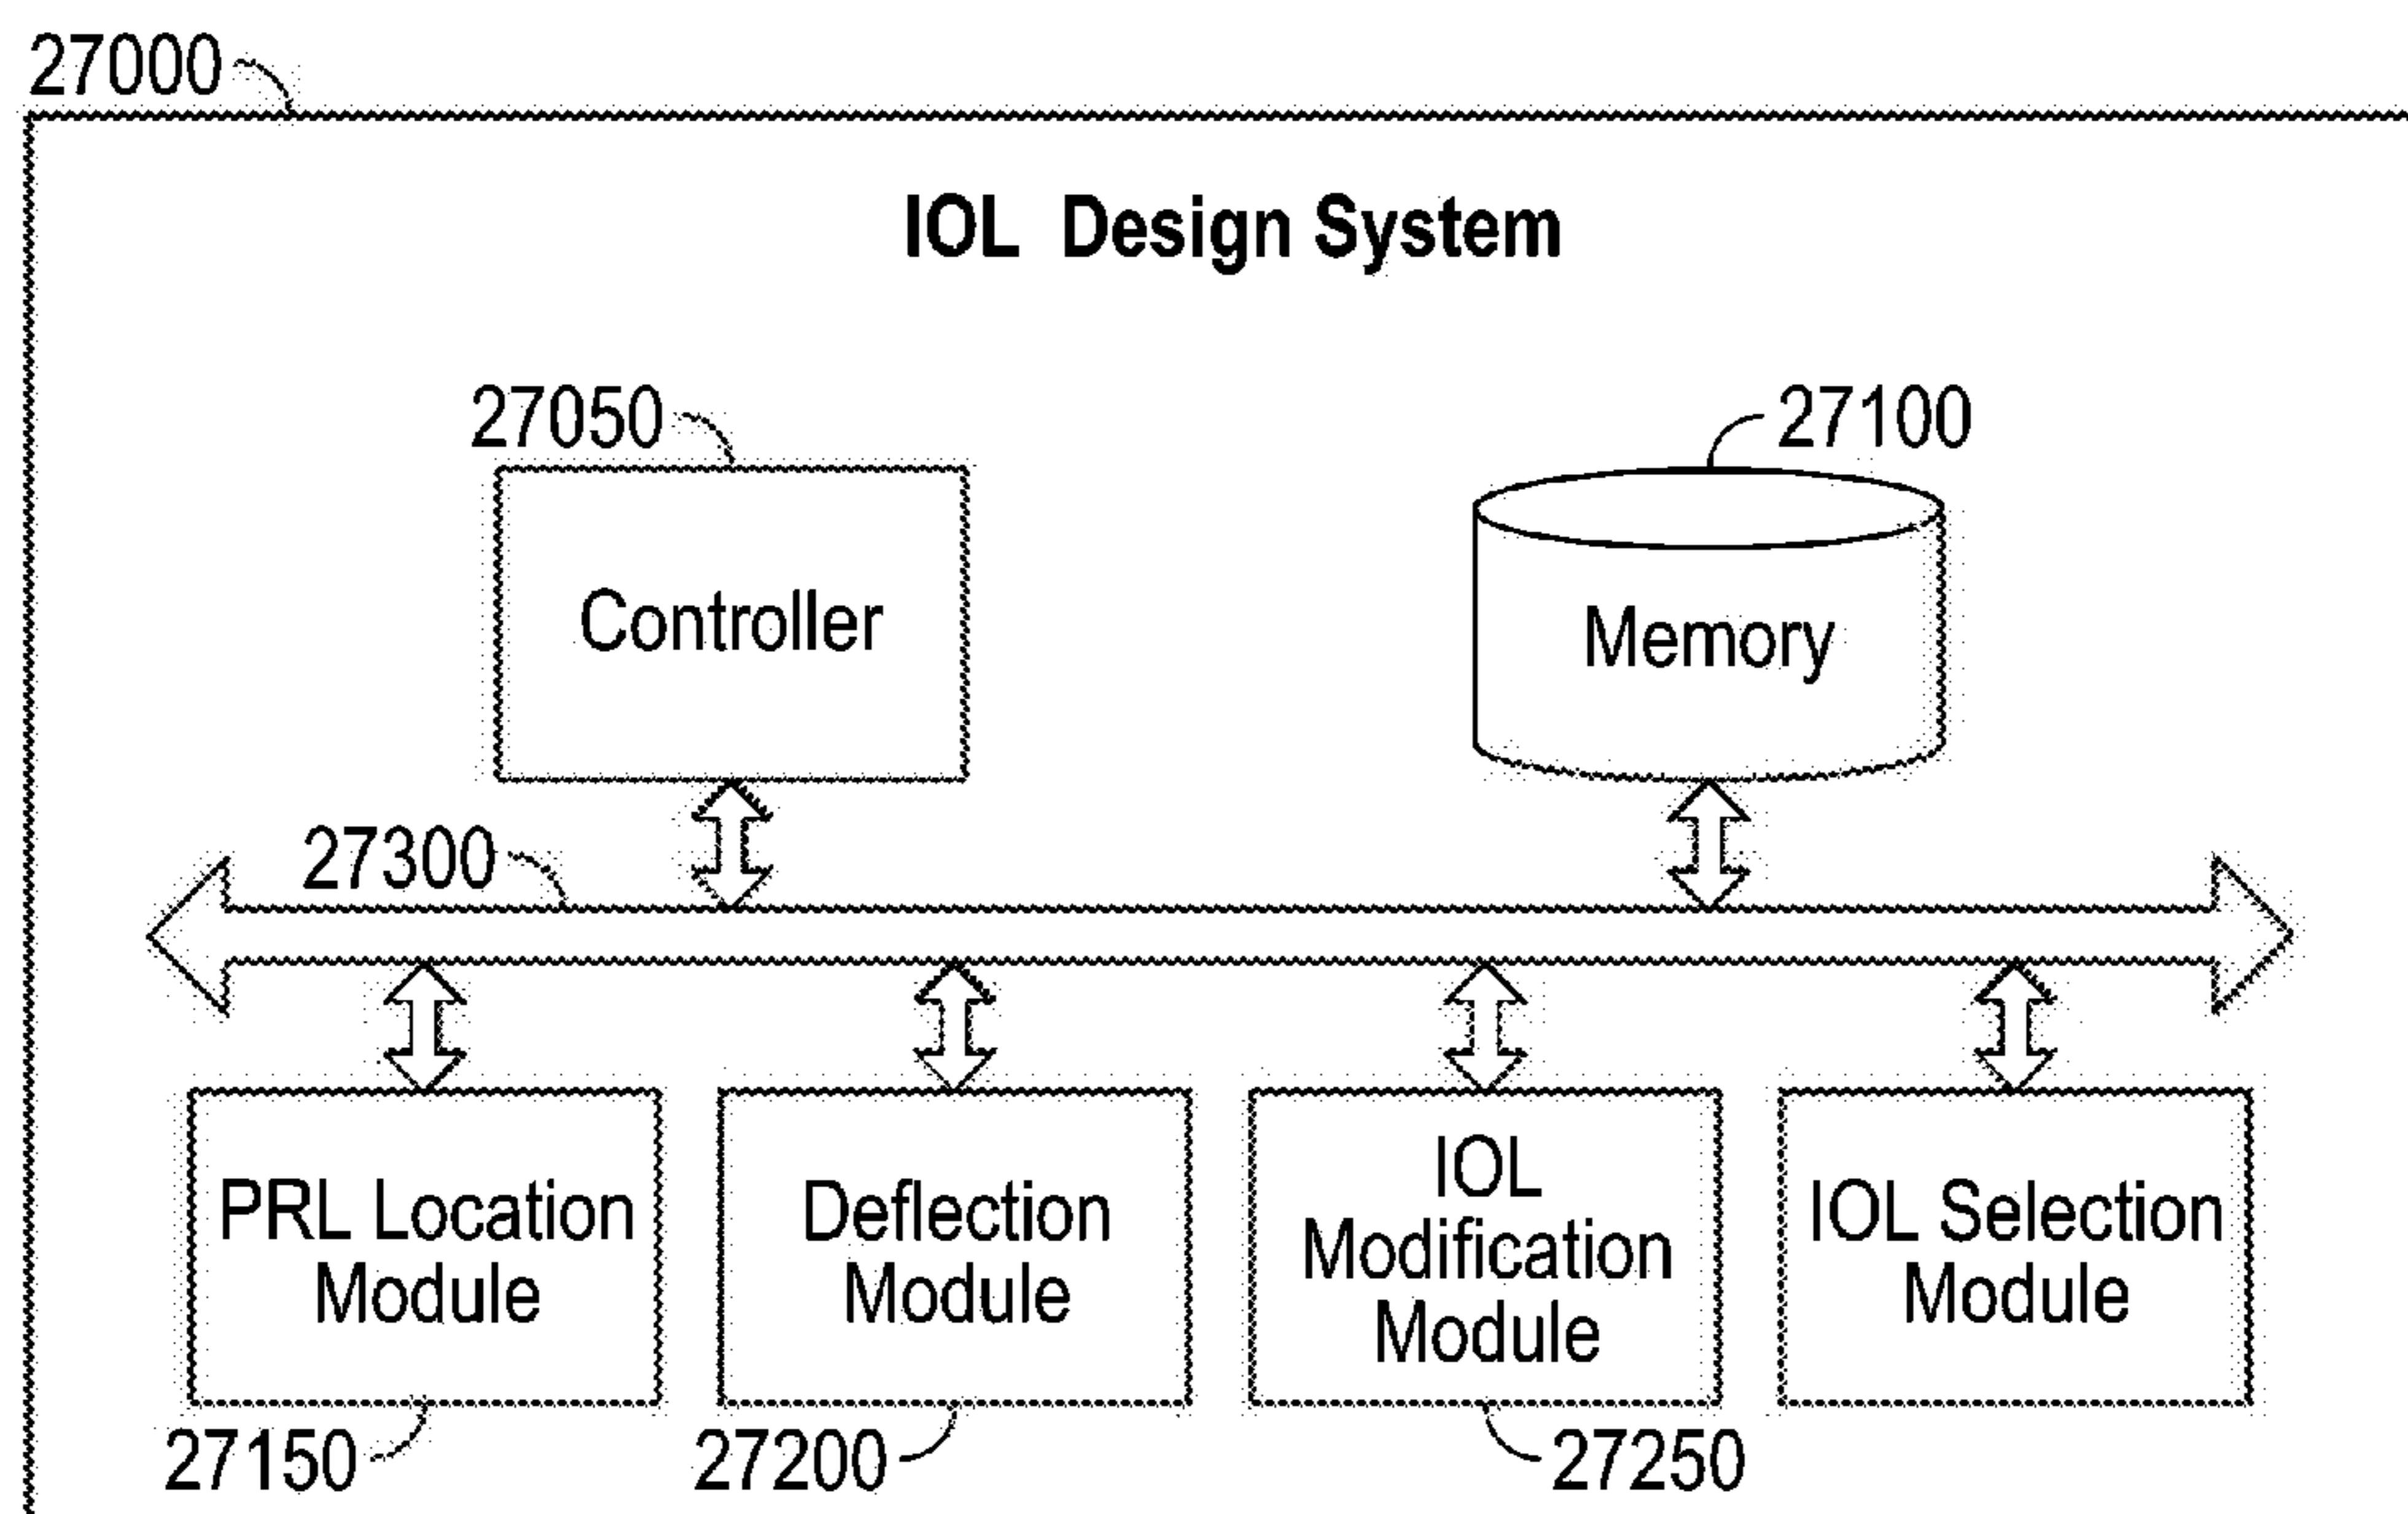 27000
IOL Design System
27050
27100
Controller
Memory
27300
PRL Location
Module
Deflection
Module
IOL
Modification
Module
IOL Selection
Module
27150
27200
27250